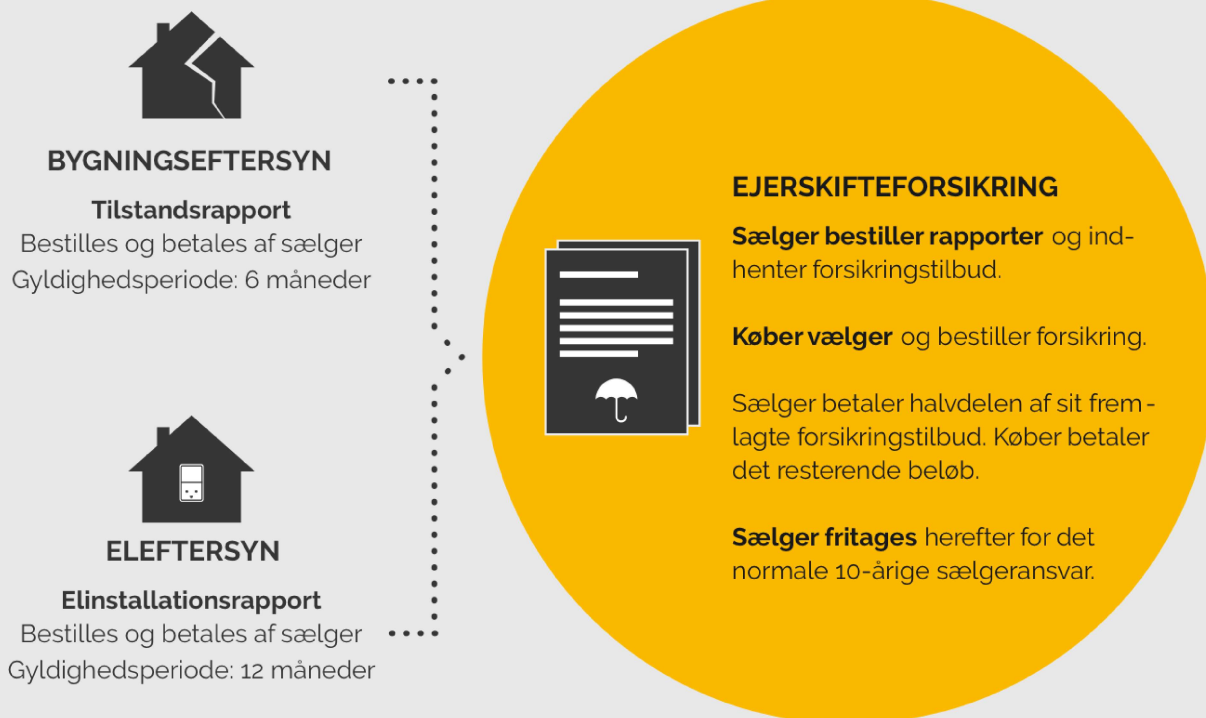 BYGNINGSEFTERSYN
Tilstandsrapport
Bestilles og betales af sælger
Gyldighedsperiode: 6 måneder
ELEFTERSYN
Elinstallationsrapport
Bestilles og betales af sælger
Gyldighedsperiode: 12 måneder
EJERSKIFTEFORSIKRING
Sælger bestiller rapporter og ind-
henter forsikringstilbud.
Køber vælger og bestiller forsikring.
Sælger betaler halvdelen af sit frem-
lagte forsikringstilbud. Køber betaler
det resterende beløb.
Sælger fritages herefter for det
normale 10-årige sælgeransvar.